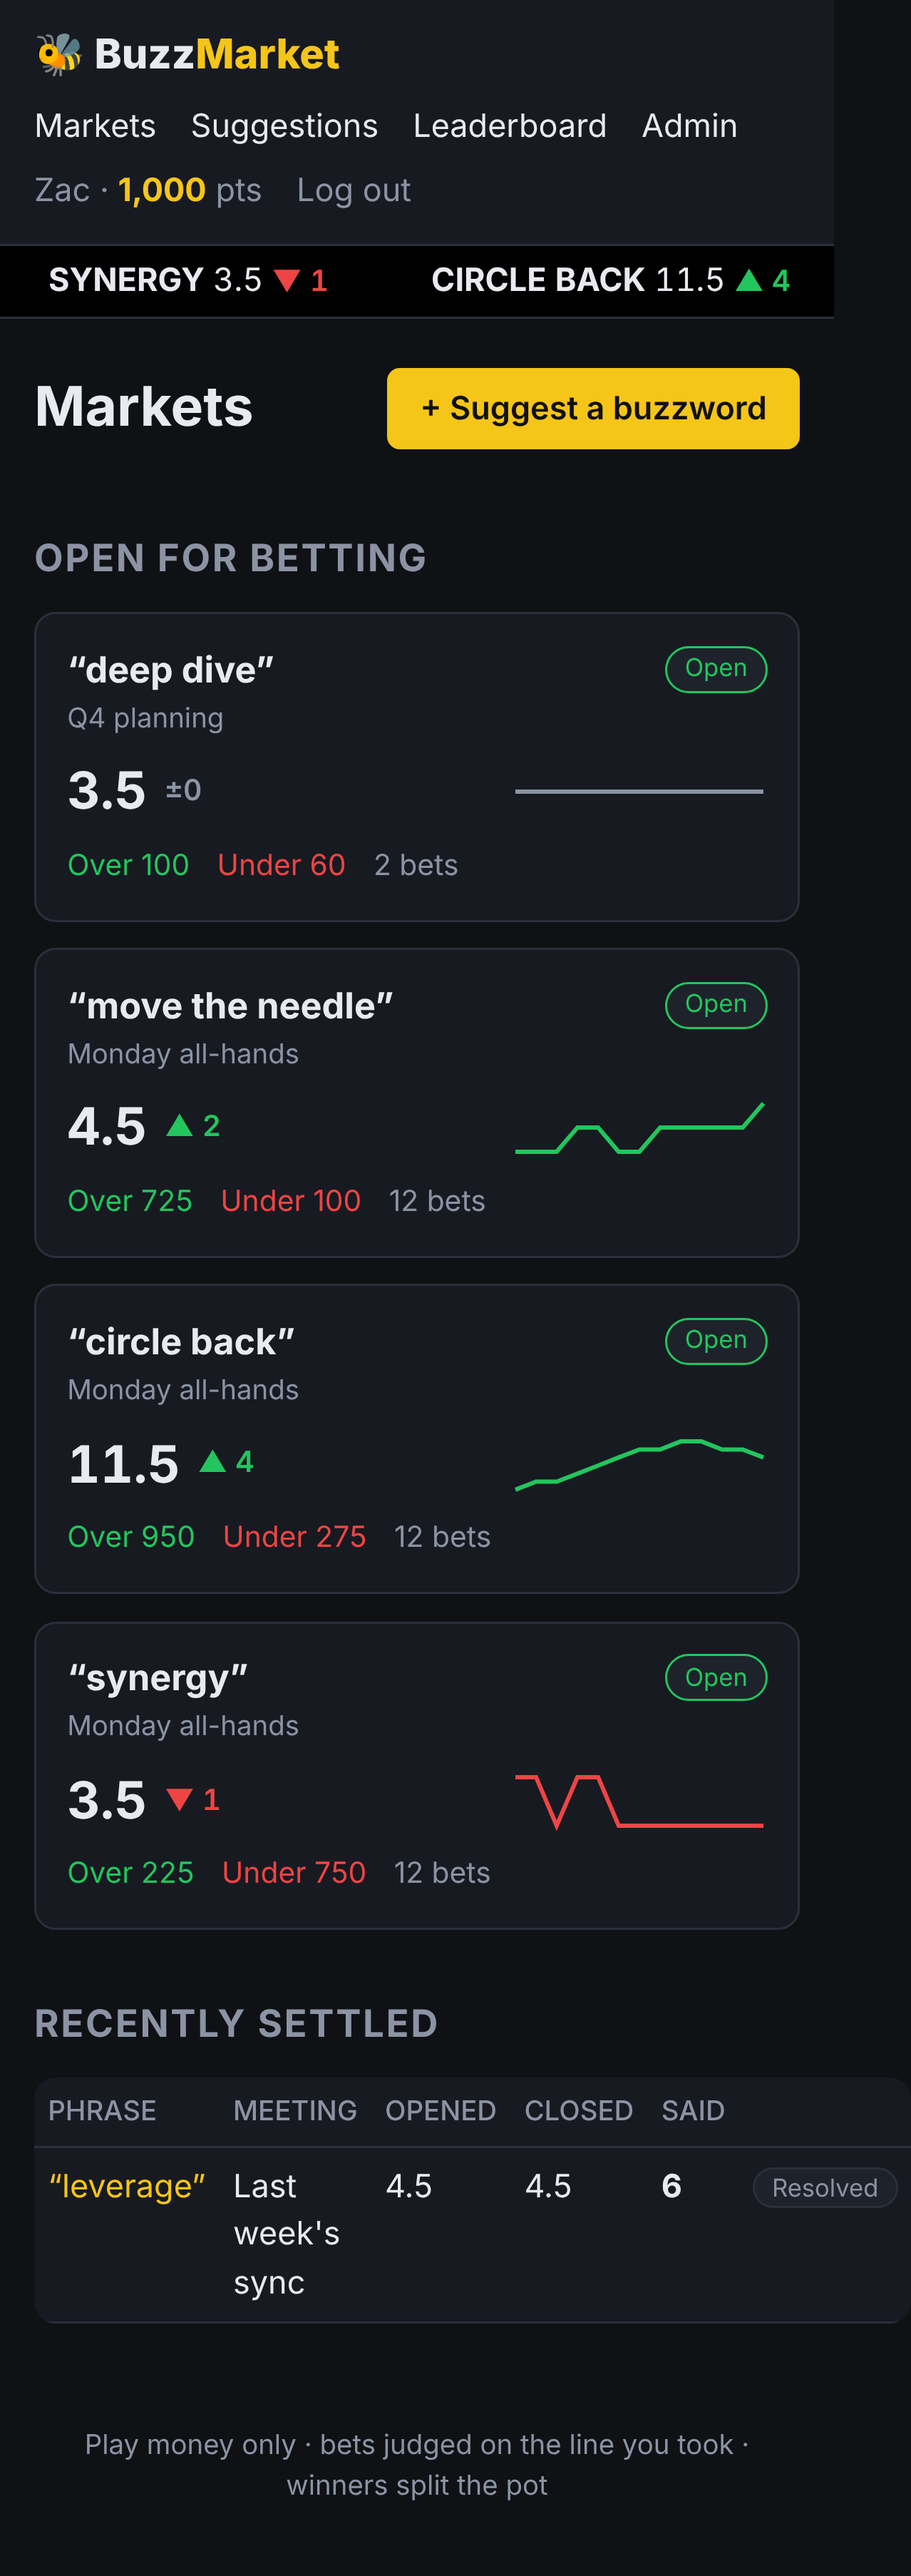 BuzzMarket
Markets Suggestions Leaderboard Admin
Zac · 1,000 pts Log out
SYNERGY 3.5 ▼ 1 CIRCLE BACK 11.5 ▲ 4
Markets + Suggest a buzzword
OPEN FOR BETTING
“deep dive” Open
Q4 planning
3.5 ±0
Over 100 Under 60 2 bets
“move the needle” Open
Monday all-hands
4.5 ▲ 2
Over 725 Under 100 12 bets
“circle back” Open
Monday all-hands
11.5 ▲ 4
Over 950 Under 275 12 bets
“synergy” Open
Monday all-hands
3.5 ▼ 1
Over 225 Under 750 12 bets
RECENTLY SETTLED
PHRASE MEETING OPENED CLOSED SAID
“leverage” Last 4.5 4.5 6 Resolved
week's
sync
Play money only · bets judged on the line you took ·
winners split the pot